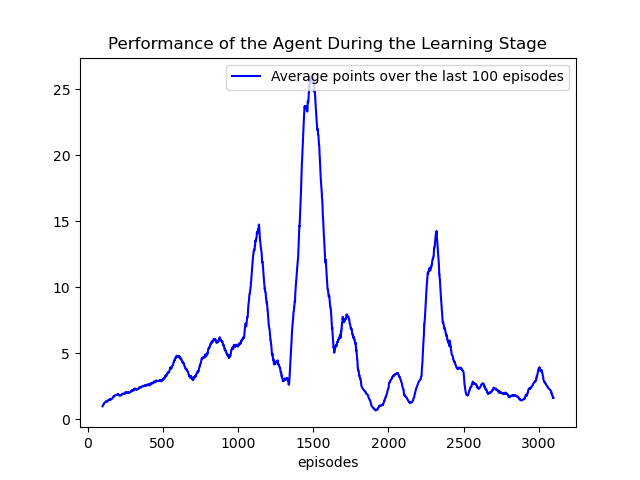 Performance of the Agent During the Learning Stage
Average points over the last 100 episodes
25
20
15
10
5
0
0 500 1000 1500 2000 2500 3000
episodes